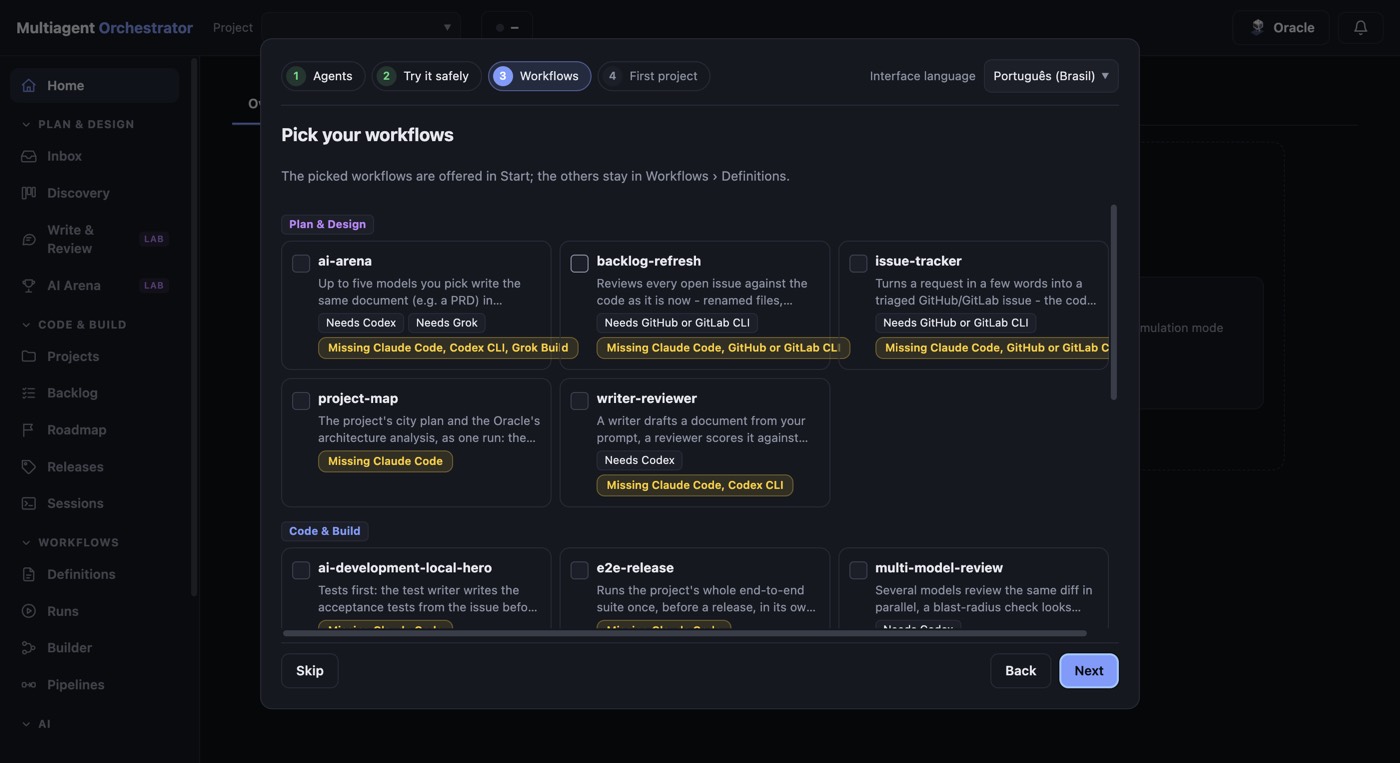 Multiagent Orchestrator
Project
–
Oracle
Home
PLAN & DESIGN
Inbox
Discovery
Write & Review
LAB
AI Arena
LAB
CODE & BUILD
Projects
Backlog
Roadmap
Releases
Sessions
WORKFLOWS
Definitions
Runs
Builder
Pipelines
AI
1 Agents
2 Try it safely
3 Workflows
4 First project
Interface language
Português (Brasil)
Pick your workflows
The picked workflows are offered in Start; the others stay in Workflows › Definitions.
Plan & Design
ai-arena
Up to five models you pick write the
same document (e.g. a PRD) in…
Needs Codex
Needs Grok
Missing Claude Code, Codex CLI, Grok Build
backlog-refresh
Reviews every open issue against the
code as it is now - renamed files,…
Needs GitHub or GitLab CLI
Missing Claude Code, GitHub or GitLab CLI
issue-tracker
Turns a request in a few words into a
triaged GitHub/GitLab issue - the cod…
Needs GitHub or GitLab CLI
Missing Claude Code, GitHub or GitLab C
project-map
The project's city plan and the Oracle's
architecture analysis, as one run: the…
Missing Claude Code
writer-reviewer
A writer drafts a document from your
prompt, a reviewer scores it against…
Needs Codex
Missing Claude Code, Codex CLI
Code & Build
ai-development-local-hero
Tests first: the test writer writes the
acceptance tests from the issue befo…
Missing Claude Code
e2e-release
Runs the project's whole end-to-end
suite once, before a release, in its ow…
Missing Claude Code
multi-model-review
Several models review the same diff in
parallel, a blast-radius check looks…
Needs Codex
mulation mode
Skip
Back
Next